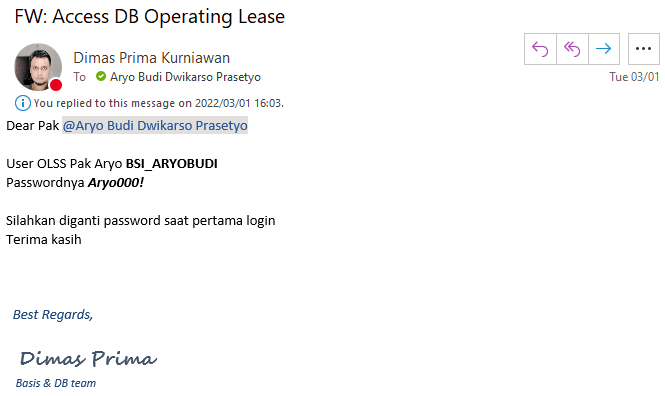 FW: Access DB Operating Lease
Dimas Prima Kurniawan
To Aryo Budi Dwikarso Prasetyo
Tue 03/01
You replied to this message on 2022/03/01 16:03.
Dear Pak @Aryo Budi Dwikarso Prasetyo
User OLSS Pak Aryo BSI_ARYOBUDI
Passwordnya Aryo000!
Silahkan diganti password saat pertama login
Terima kasih
Best Regards,
Dimas Prima
Basis & DB team